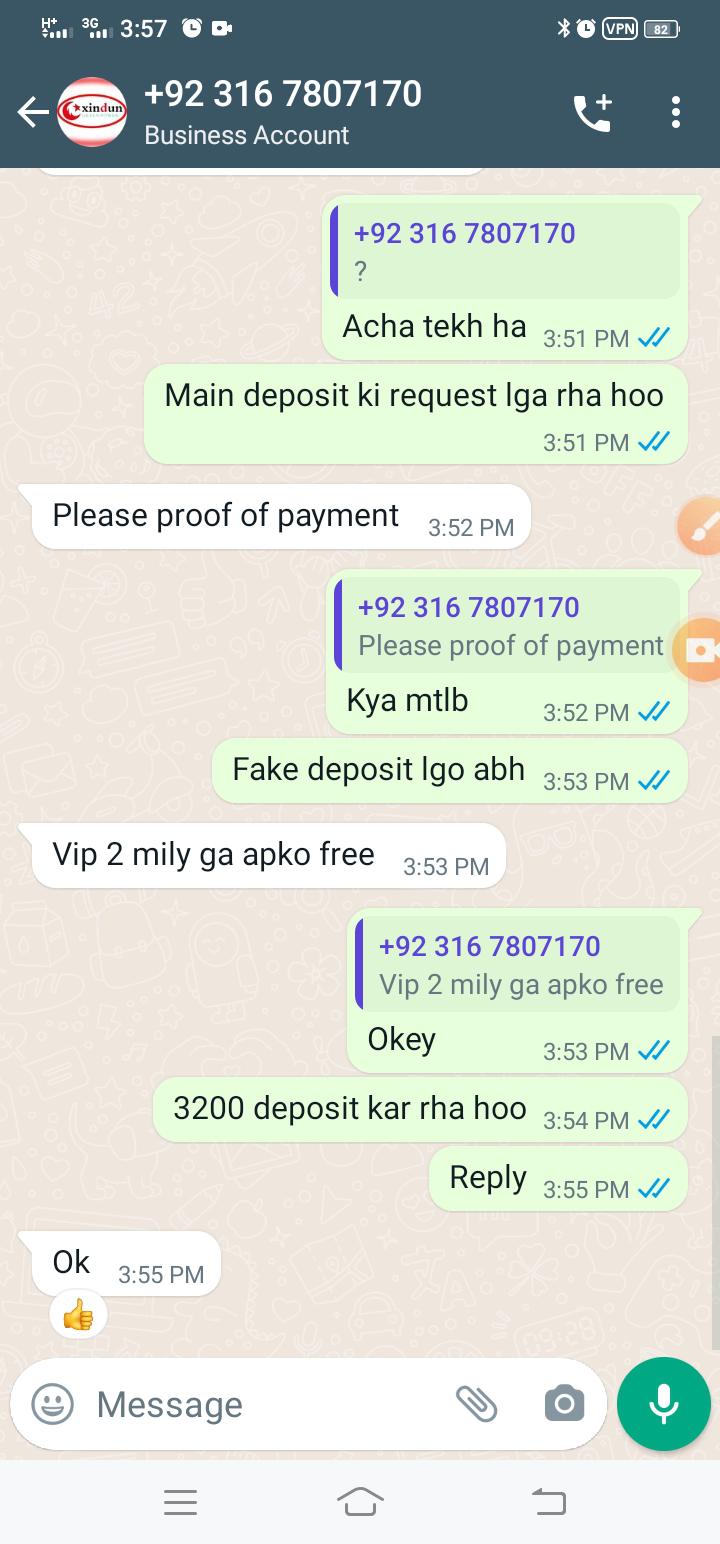 H+ 3G 3:57 VPN 82
xindun
+92 316 7807170
Business Account
+92 316 7807170
?
Acha tekh ha 3:51 PM
Main deposit ki request lga rha hoo
3:51 PM
Please proof of payment 3:52 PM
+92 316 7807170
Please proof of payment
Kya mtlb 3:52 PM
Fake deposit lgo abh 3:53 PM
Vip 2 mily ga apko free 3:53 PM
+92 316 7807170
Vip 2 mily ga apko free
Okey 3:53 PM
3200 deposit kar rha hoo 3:54 PM
Reply 3:55 PM
Ok 3:55 PM
Message